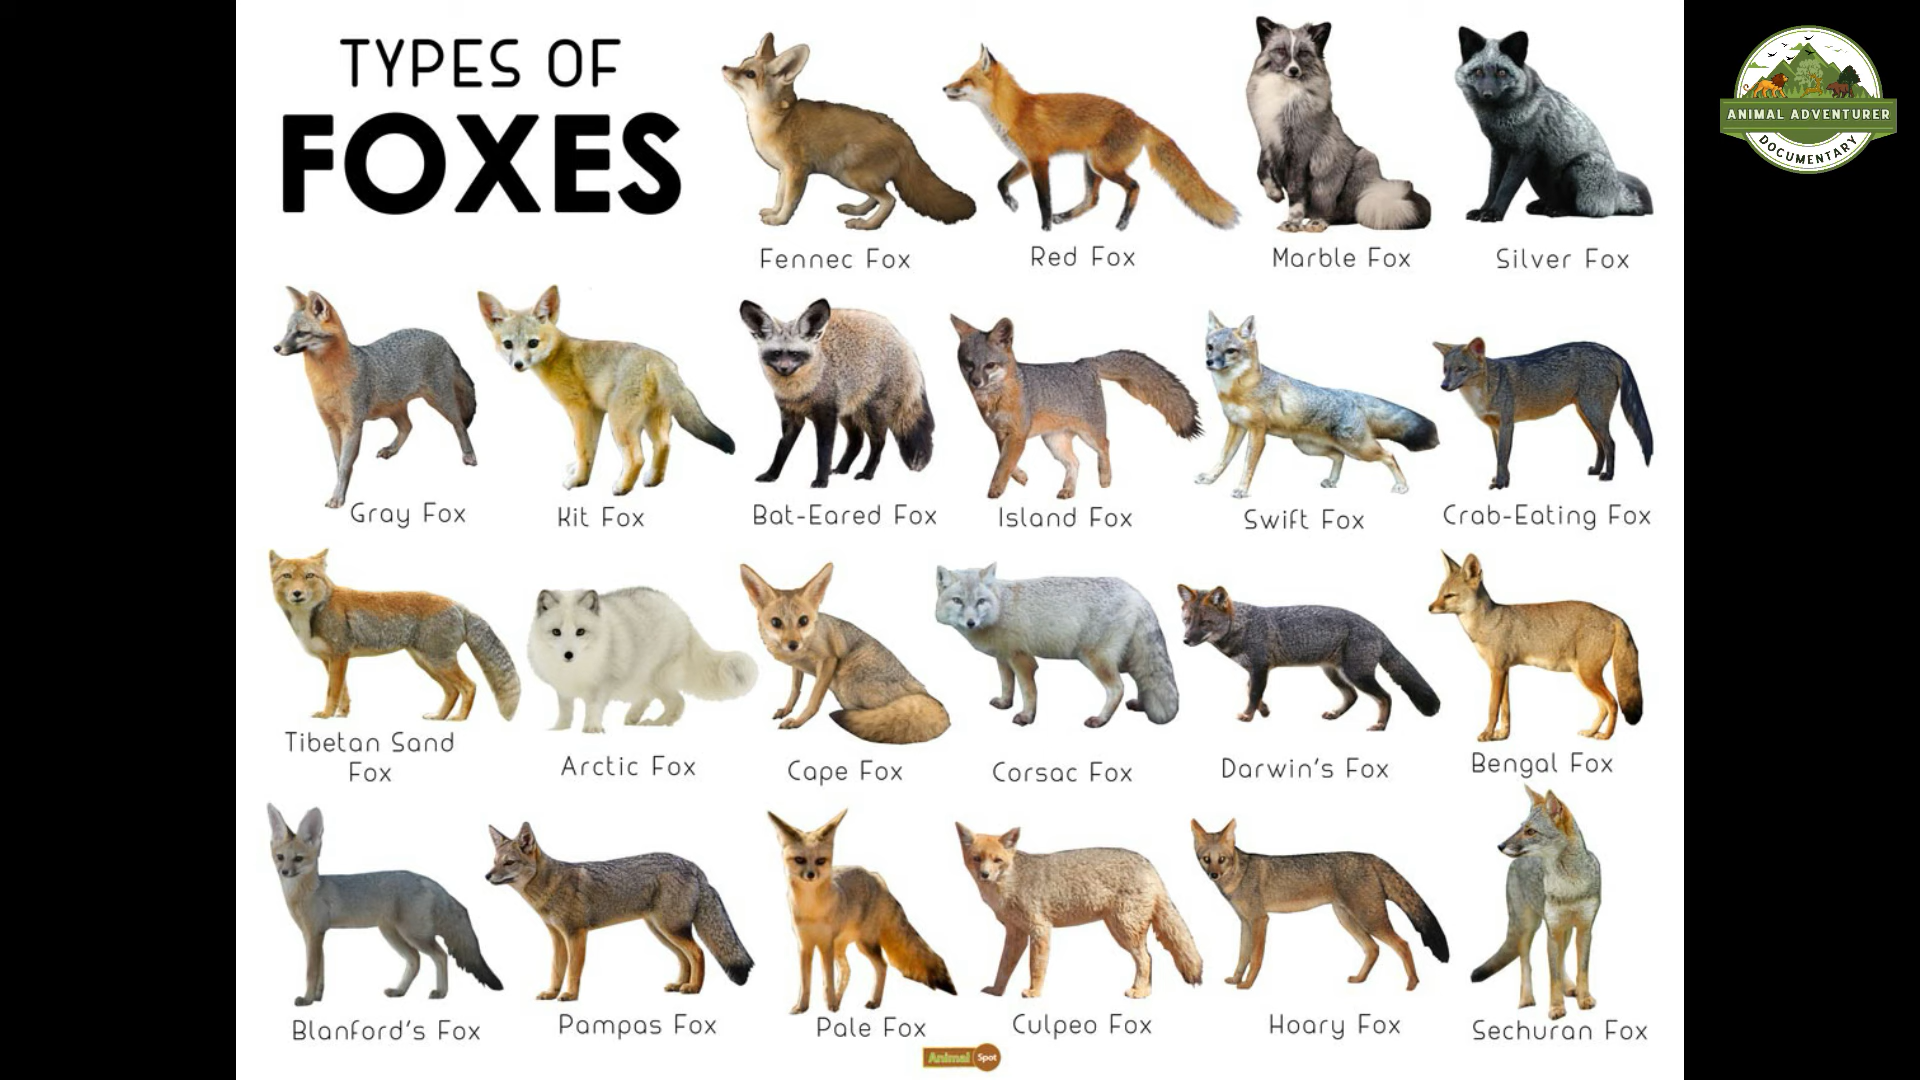 TYPES OF
FOXES
ANIMAL ADVENTURER
DOCUMENTARY
Fennec Fox
Red Fox
Marble Fox
Silver Fox
Gray Fox
Kit Fox
Bat-Eared Fox
Island Fox
Swift Fox
Crab-Eating Fox
Tibetan Sand
Fox
Arctic Fox
Cape Fox
Corsac Fox
Darwin's Fox
Bengal Fox
Blanford's Fox
Pampas Fox
Pale Fox
Culpeo Fox
Hoary Fox
Sechuran Fox
Animal Spot